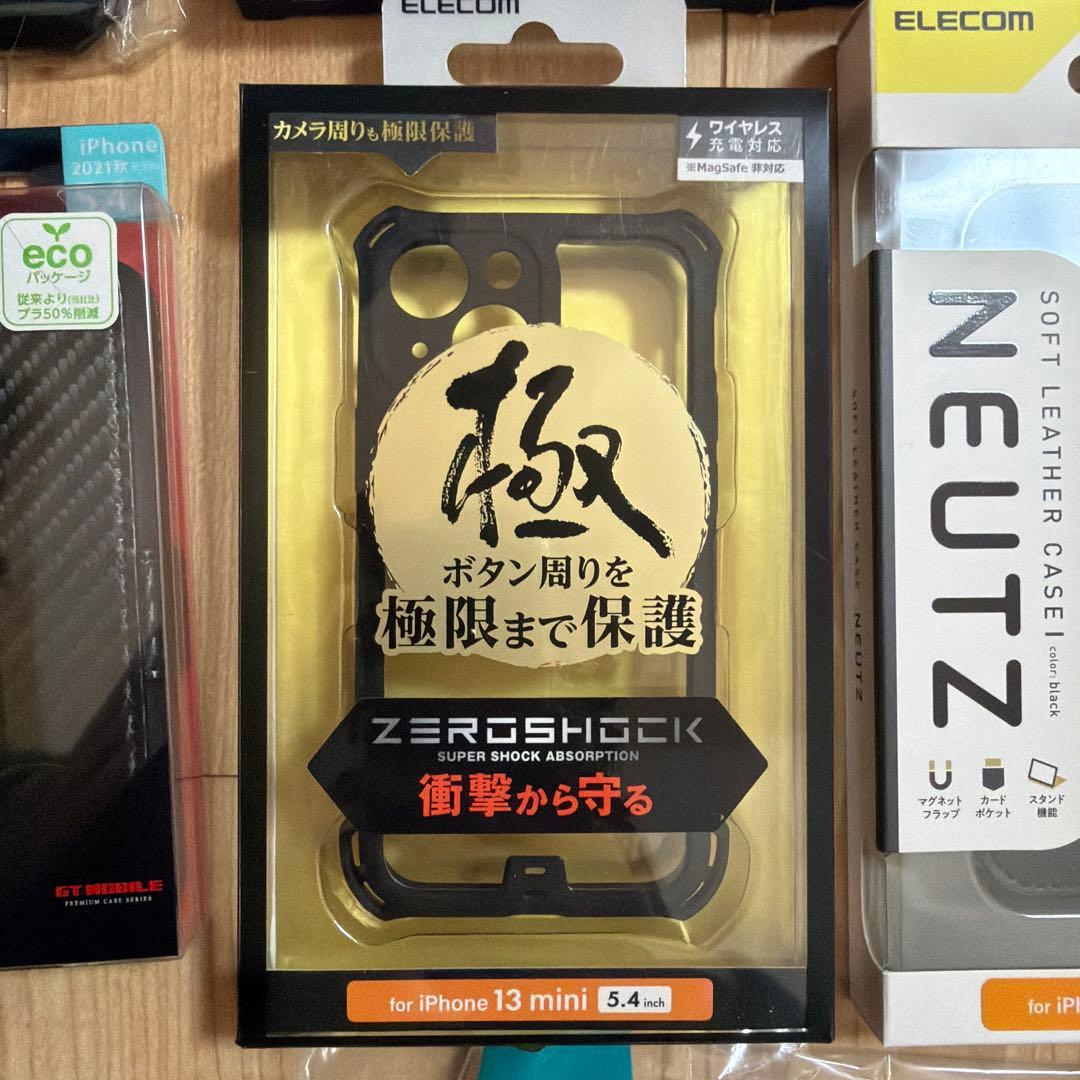 ELECOM
ELECOM
iPhone
2021秋
5.4
eco
パッケージ
従来より(当社比)
プラ50%削減
GT MOBILE
PREMIUM CASE SERIES
カメラ周りも極限保護
ワイヤレス
充電対応
※MagSafe 非対応
極
ボタン周りを
極限まで保護
ZEROSHOCK
SUPER SHOCK ABSORPTION
衝撃から守る
for iPhone 13 mini 5.4 inch
SOFT LEATHER CASE | color: black
NEUTZ
SOFT LEATHER CASE NEUTZ
マグネット
フラップ
カード
ポケット
スタンド
機能
for iPh